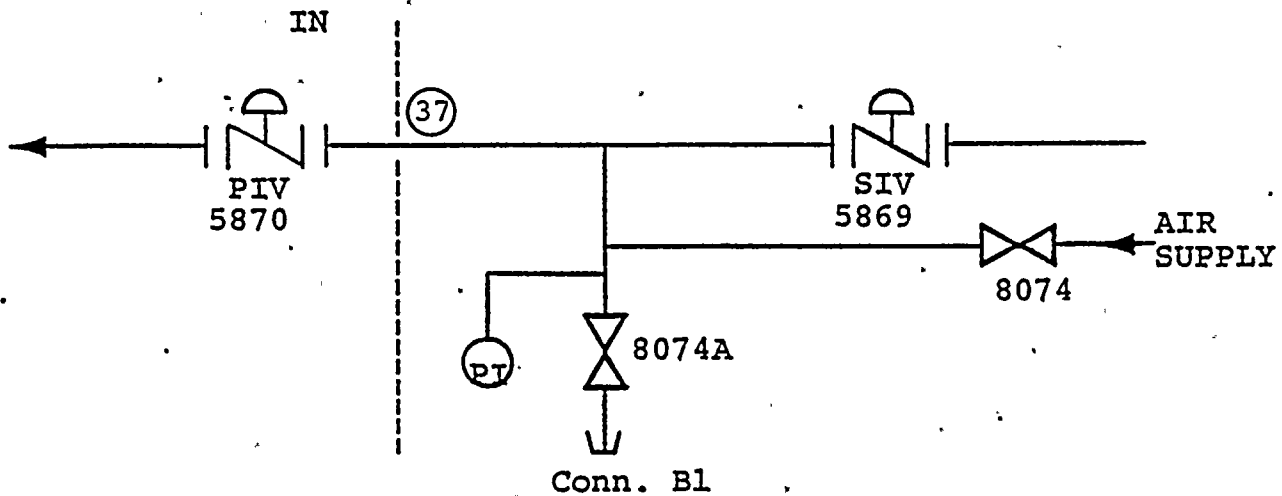 IN
37
PIV
5870
SIV
5869
AIR
SUPPLY
8074
8074A
PI
Conn. B1